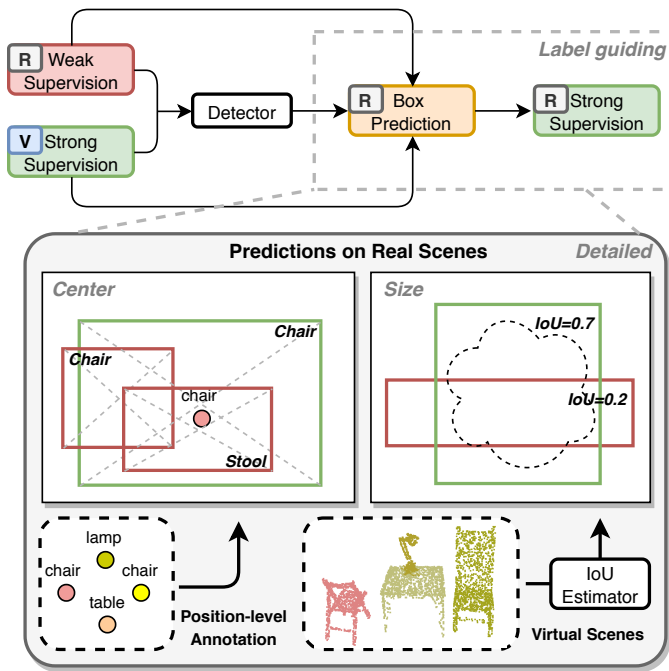 Label guiding
R Weak
Supervision
V Strong
Supervision
Detector
R Box
Prediction
R Strong
Supervision
Predictions on Real Scenes
Detailed
Center
Chair
Chair
chair
Stool
Size
IoU=0.7
IoU=0.2
lamp
chair
chair
table
Position-level
Annotation
IoU
Estimator
Virtual Scenes